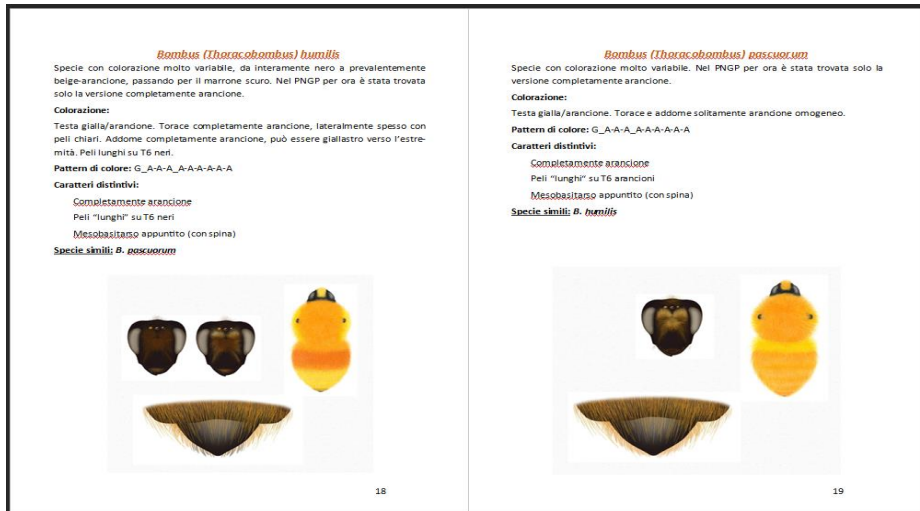 Bombus (Thoracobombus) humilis
Specie con colorazione molto variabile, da interamente nero a prevalentemente
beige-arancione, passando per il marrone scuro. Nel PNGP per ora è stata trovata
solo la versione completamente arancione.
Colorazione:
Testa gialla/arancione. Torace completamente arancione, lateralmente spesso con
peli chiari. Addome completamente arancione, può essere giallastro verso l'estre-
mità. Peli lunghi su T6 neri.
Pattern di colore: G_A-A-A_A-A-A-A-A-A
Caratteri distintivi:
Completamente arancione
Peli "lunghi" su T6 neri
Mesobasitarso appuntito (con spina)
Specie simili: B. pascuorum
18
Bombus (Thoracobombus) pascuorum
Specie con colorazione molto variabile. Nel PNGP per ora è stata trovata solo la
versione completamente arancione.
Colorazione:
Testa gialla/arancione. Torace e addome solitamente arancione omogeneo.
Pattern di colore: G_A-A-A_A-A-A-A-A-A
Caratteri distintivi:
Completamente arancione
Peli "lunghi" su T6 arancioni
Mesobasitarso appuntito (con spina)
Specie simili: B. humilis
19